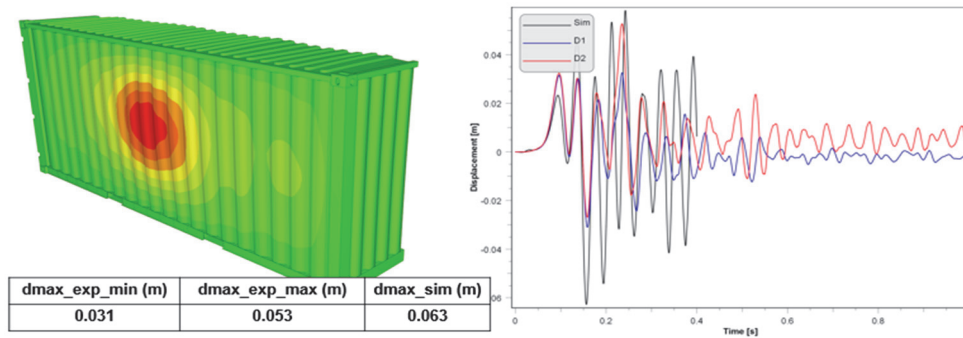 dmax_exp_min (m) dmax_exp_max (m) dmax_sim (m)
0.031 0.053 0.063
Sim
D1
D2
0.04
0.02
0
-0.02
-0.04
06
Displacement [m]
0 0.2 0.4 0.6 0.8
Time [s]